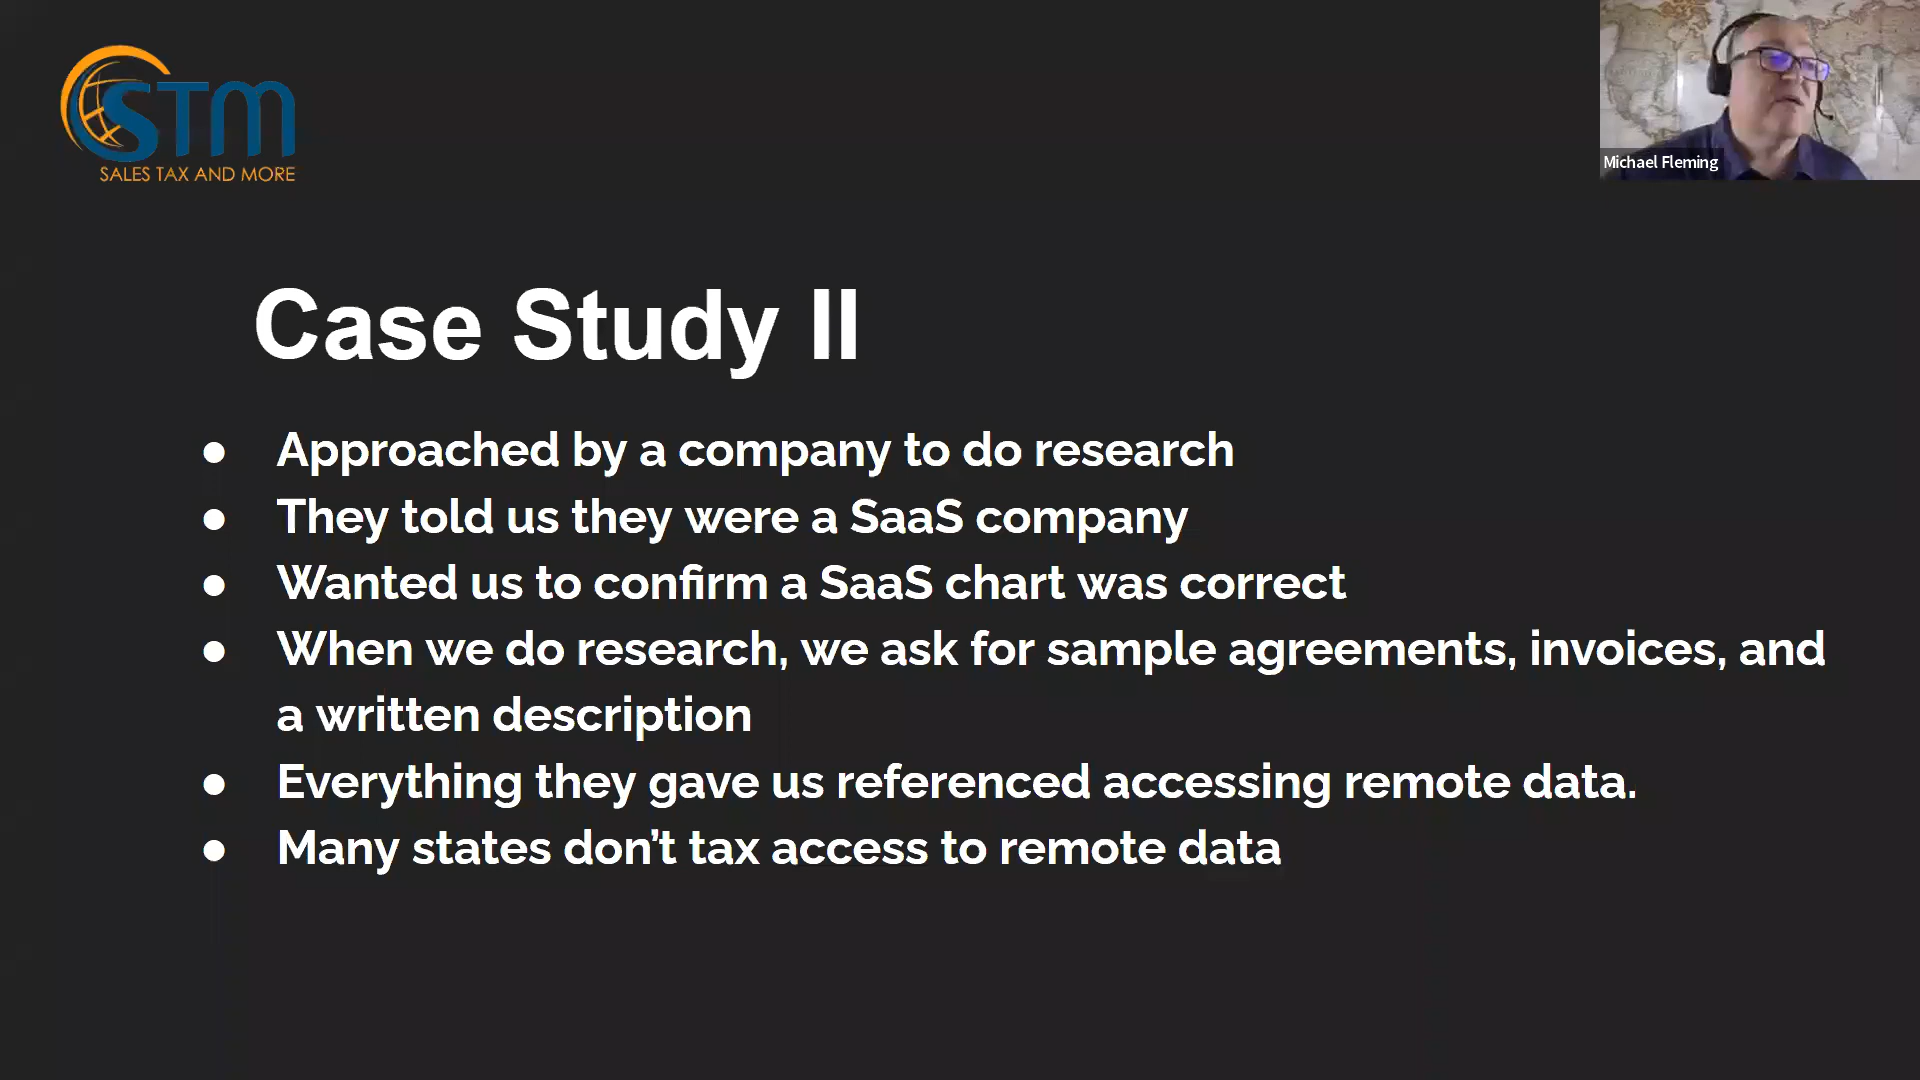 STM
SALES TAX AND MORE
Michael Fleming
Case Study II
● Approached by a company to do research
● They told us they were a SaaS company
● Wanted us to confirm a SaaS chart was correct
● When we do research, we ask for sample agreements, invoices, and
a written description
● Everything they gave us referenced accessing remote data.
● Many states don’t tax access to remote data